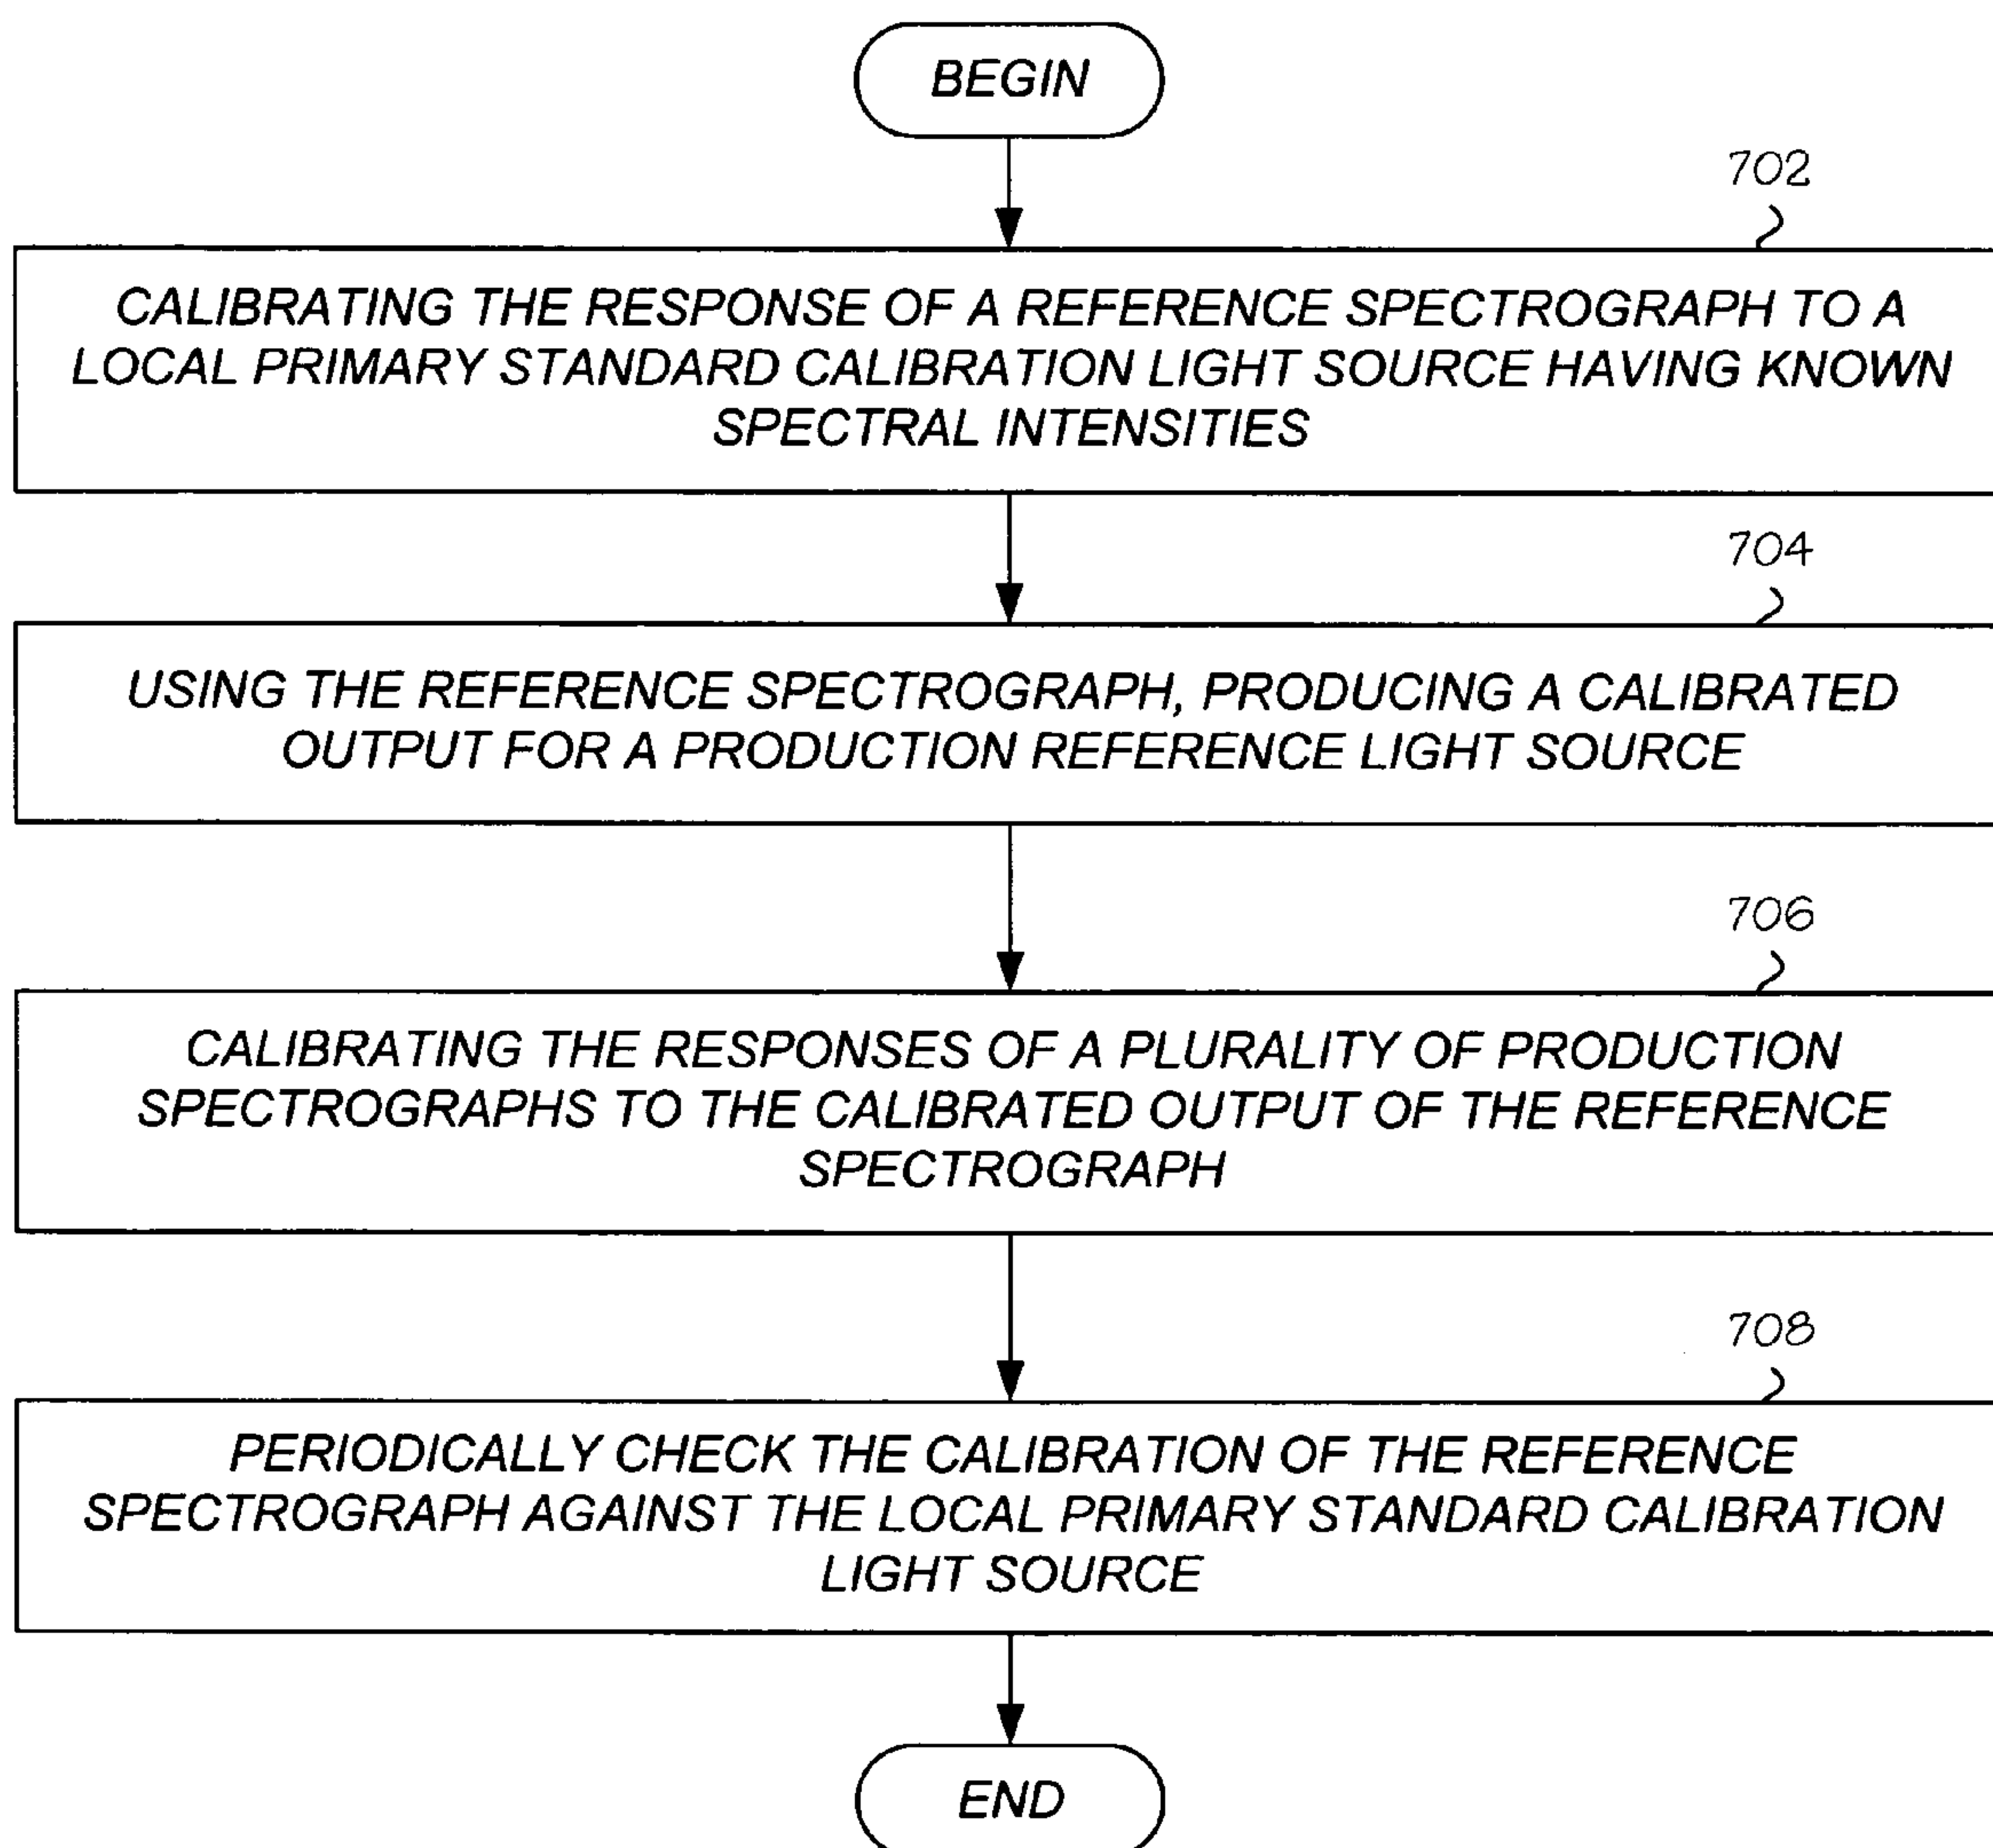 BEGIN
702
CALIBRATING THE RESPONSE OF A REFERENCE SPECTROGRAPH TO A
LOCAL PRIMARY STANDARD CALIBRATION LIGHT SOURCE HAVING KNOWN
SPECTRAL INTENSITIES
704
USING THE REFERENCE SPECTROGRAPH, PRODUCING A CALIBRATED
OUTPUT FOR A PRODUCTION REFERENCE LIGHT SOURCE
706
CALIBRATING THE RESPONSES OF A PLURALITY OF PRODUCTION
SPECTROGRAPHS TO THE CALIBRATED OUTPUT OF THE REFERENCE
SPECTROGRAPH
708
PERIODICALLY CHECK THE CALIBRATION OF THE REFERENCE
SPECTROGRAPH AGAINST THE LOCAL PRIMARY STANDARD CALIBRATION
LIGHT SOURCE
END